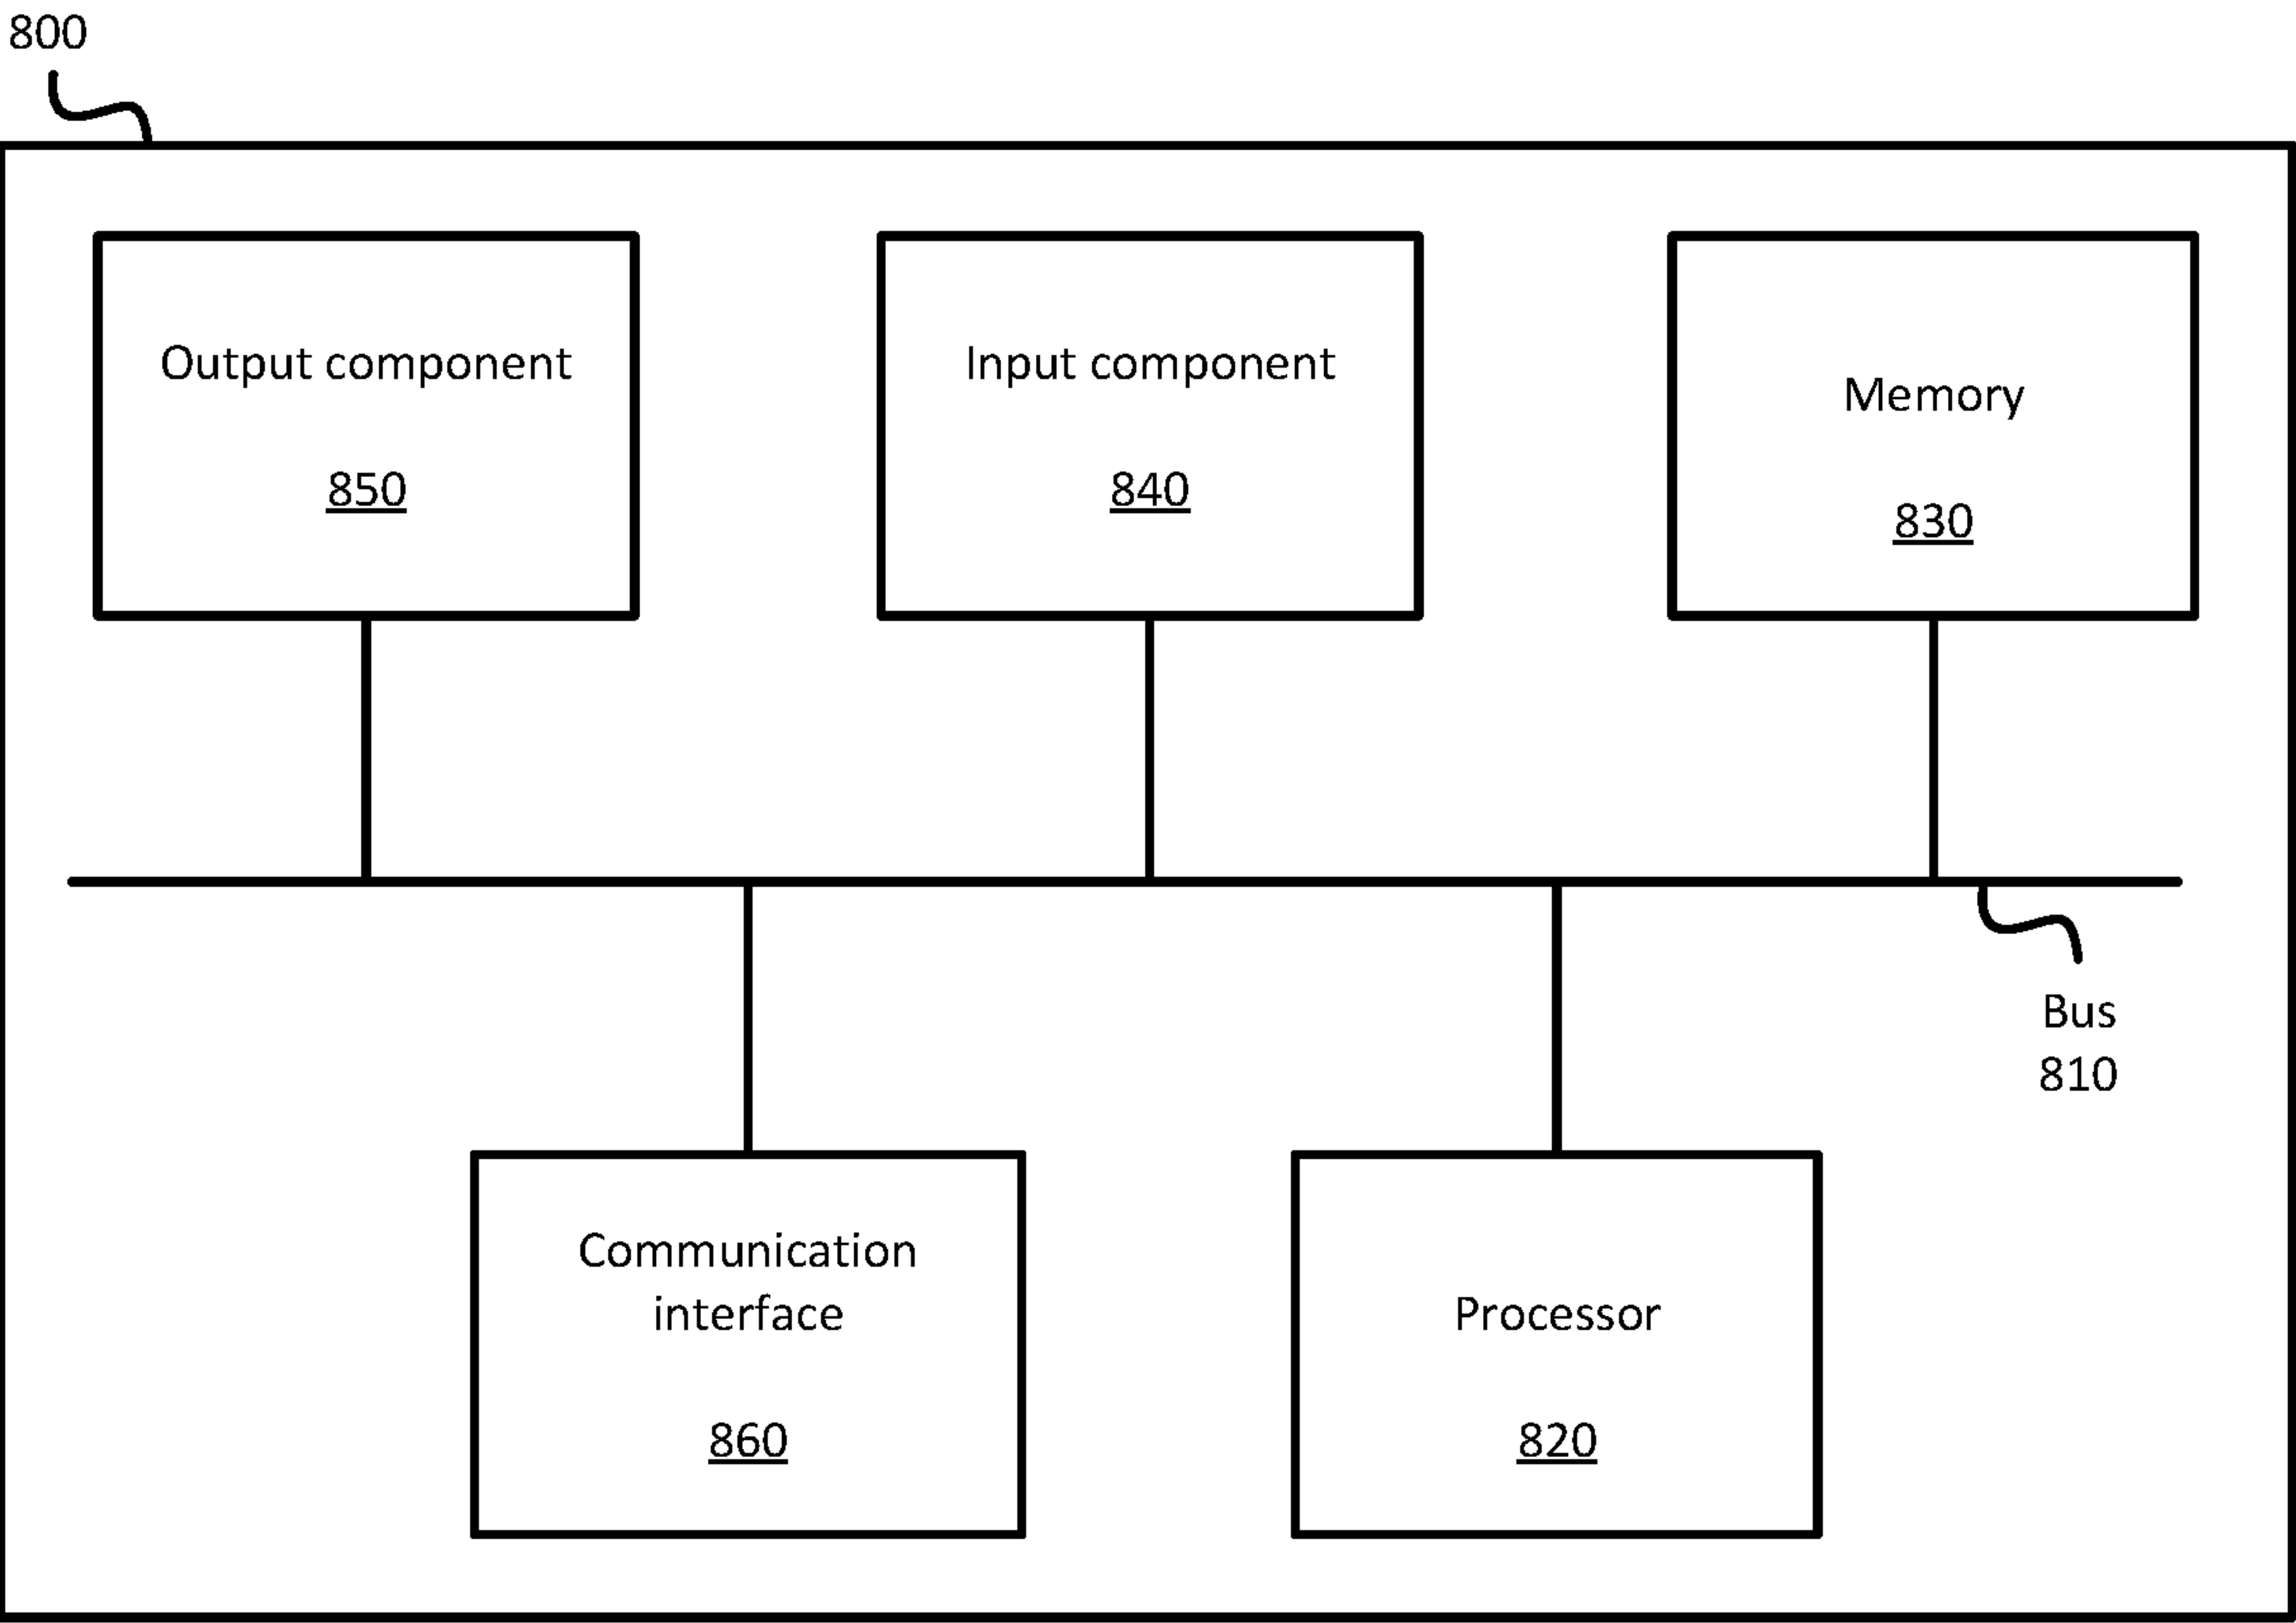 800
Output component
850
Input component
840
Memory
830
Bus
810
Communication
interface
860
Processor
820